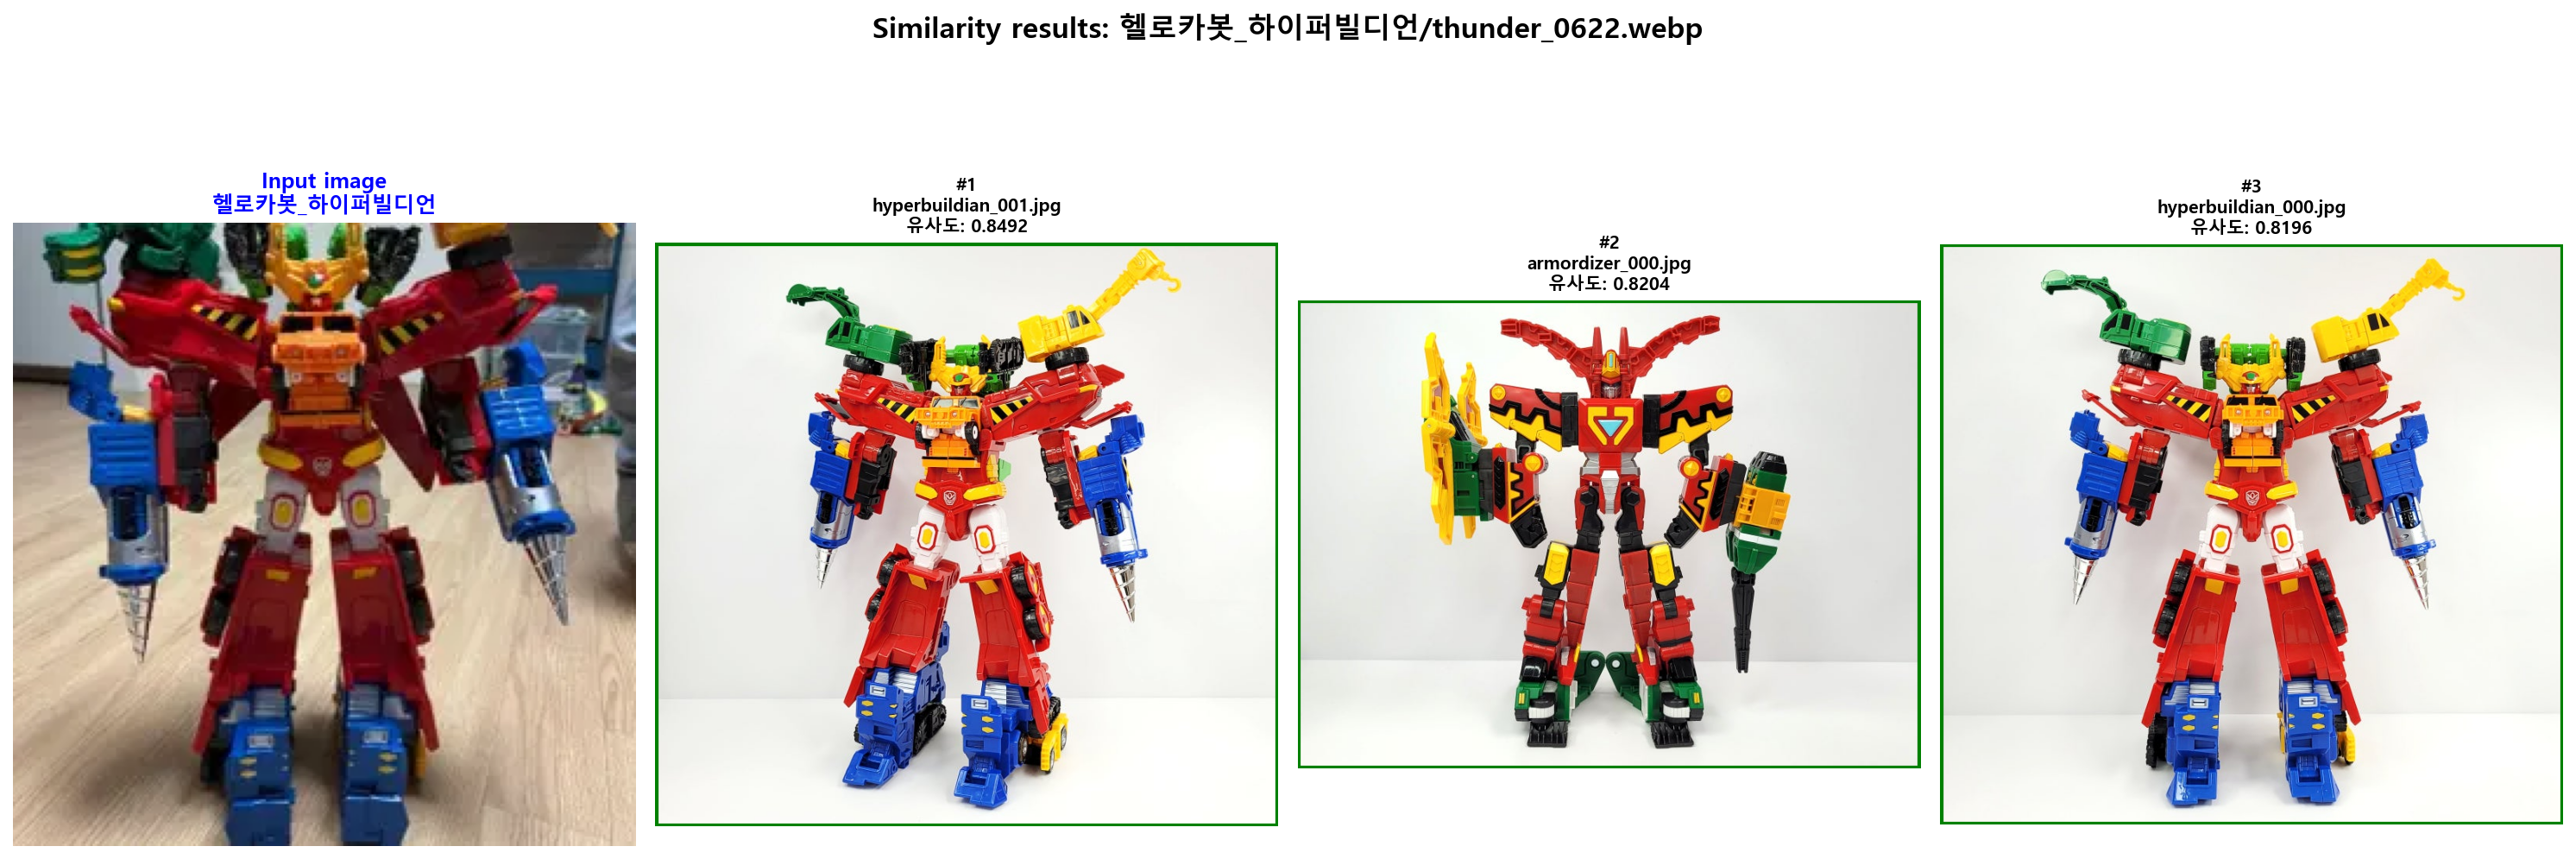 Similarity results: 헬로카봇_하이퍼빌디언/thunder_0622.webp
Input image
헬로카봇_하이퍼빌디언
#1
hyperbuildian_001.jpg
유사도: 0.8492
#2
armordizer_000.jpg
유사도: 0.8204
#3
hyperbuildian_000.jpg
유사도: 0.8196